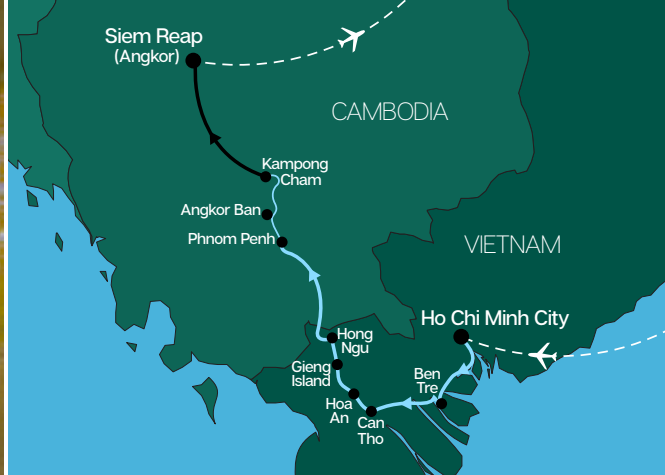 Siem Reap
(Angkor)
CAMBODIA
Kampong
Cham
Angkor Ban
Phnom Penh
VIETNAM
Ho Chi Minh City
Hong
Ngu
Gieng
Island
Ben
Tre
Hoa
An
Can
Tho